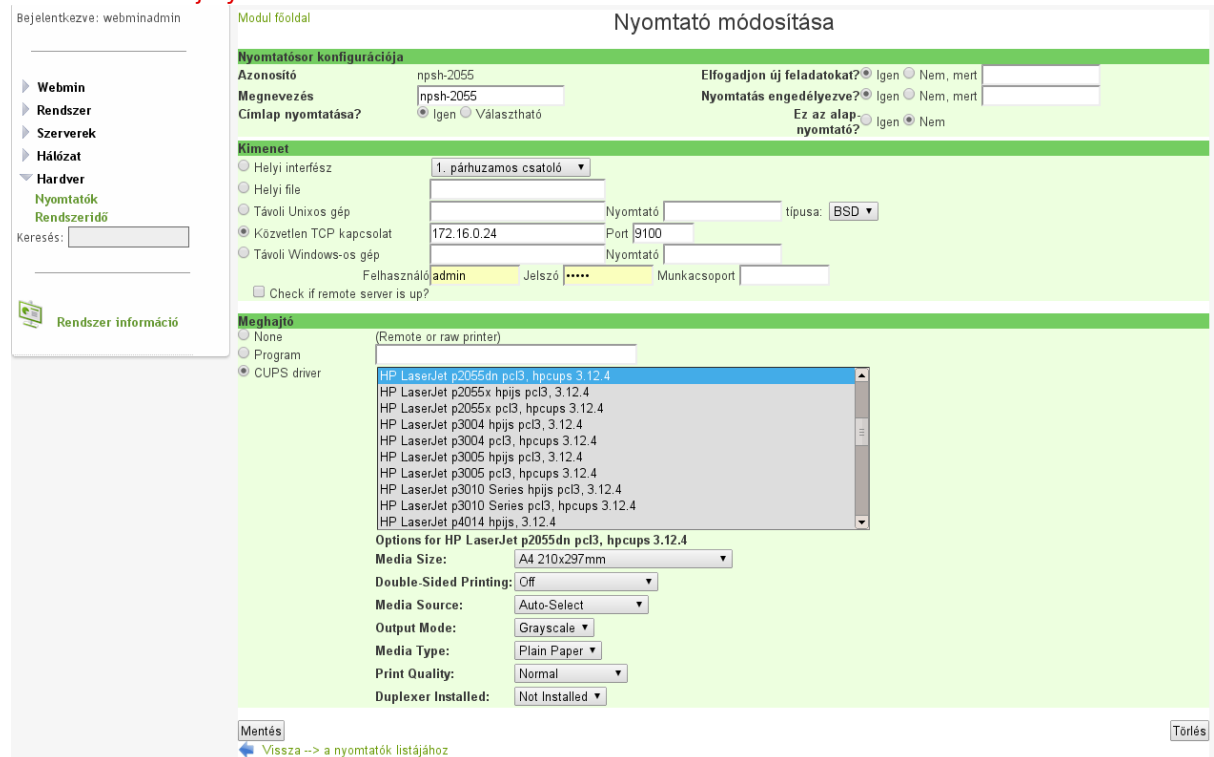 Bejelentkezve: webminadmin
Webmin
Rendszer
Szerverek
Hálózat
Hardver
Nyomtatók
Rendszeridő
Keresés:
Rendszer információ
Modul főoldal
Nyomtató módosítása
Nyomtatósor konfigurációja
Azonosító npsh-2055 Elfogadjon új feladatokat? Igen Nem, mert
Megnevezés npsh-2055 Nyomtatás engedélyezve? Igen Nem, mert
Címlap nyomtatása? Igen Választható Ez az alap-
nyomtató? Igen Nem
Kimenet
Helyi interfész 1. párhuzamos csatoló
Helyi file
Távoli Unixos gép Nyomtató típusa: BSD
Közvetlen TCP kapcsolat 172.16.0.24 Port 9100
Távoli Windows-os gép Nyomtató
Felhasználó admin Jelszó ••••• Munkacsoport
Check if remote server is up?
Meghajtó
None (Remote or raw printer)
Program
CUPS driver
HP LaserJet p2055dn pcl3, hpcups 3.12.4
HP LaserJet p2055x hpijs pcl3, 3.12.4
HP LaserJet p2055x pcl3, hpcups 3.12.4
HP LaserJet p3004 hpijs pcl3, 3.12.4
HP LaserJet p3004 pcl3, hpcups 3.12.4
HP LaserJet p3005 hpijs pcl3, 3.12.4
HP LaserJet p3005 pcl3, hpcups 3.12.4
HP LaserJet p3010 Series hpijs pcl3, 3.12.4
HP LaserJet p3010 Series pcl3, hpcups 3.12.4
HP LaserJet p4014 hpijs, 3.12.4
Options for HP LaserJet p2055dn pcl3, hpcups 3.12.4
Media Size: A4 210x297mm
Double-Sided Printing: Off
Media Source: Auto-Select
Output Mode: Grayscale
Media Type: Plain Paper
Print Quality: Normal
Duplexer Installed: Not Installed
Mentés Törlés
Vissza --> a nyomtatók listájához